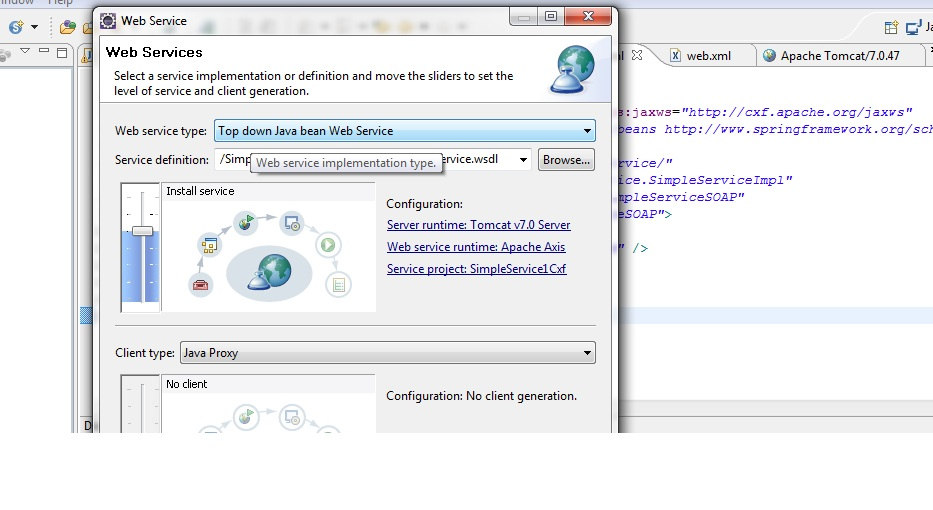 indow Help
Web Service
Web Services
Select a service implementation or definition and move the sliders to set the
level of service and client generation.
Web service type: Top down Java bean Web Service
Service definition: /Simp ervice.wsdl Browse...
Web service implementation type.
Install service
Configuration:
Server runtime: Tomcat v7.0 Server
Web service runtime: Apache Axis
Service project: SimpleService1Cxf
Client type: Java Proxy
No client
Configuration: No client generation.
web.xml
Apache Tomcat/7.0.47
Ja
s:jaxws="http://cxf.apache.org/jaxws"
beans http://www.springframework.org/sch
rvice/"
ice.SimpleServiceImpl"
mpleServiceSOAP"
eSOAP">
" />
D